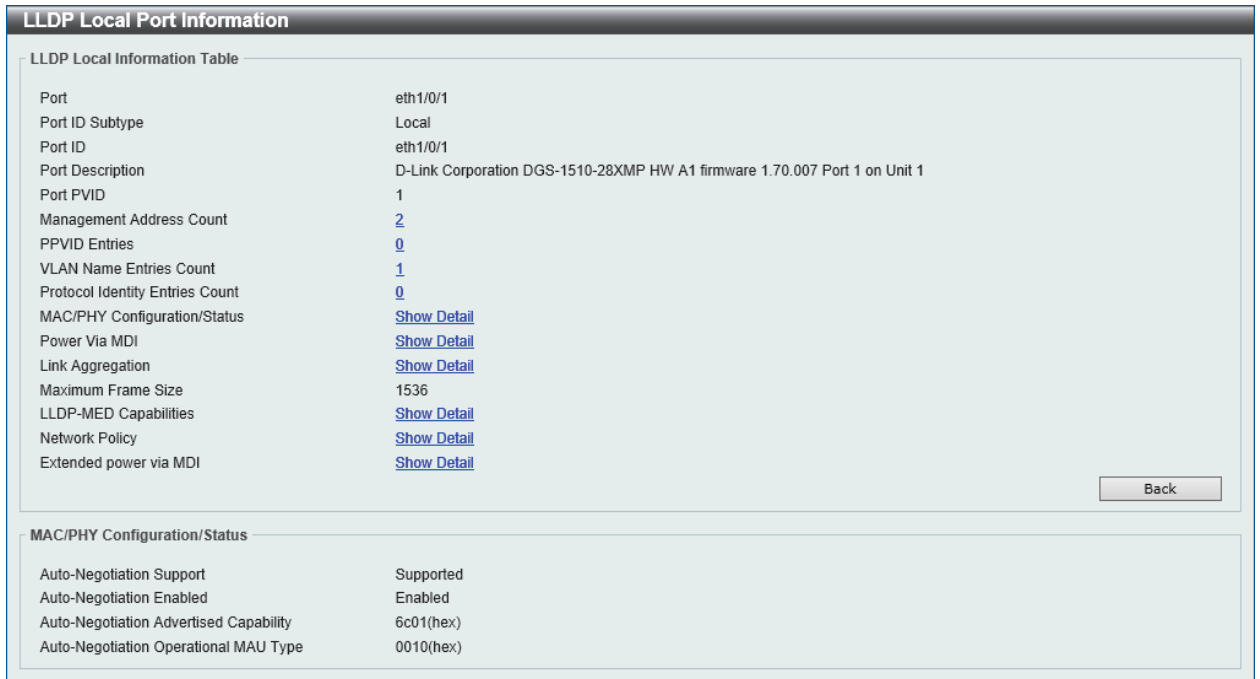 LLDP Local Port Information
LLDP Local Information Table
Port eth1/0/1
Port ID Subtype Local
Port ID eth1/0/1
Port Description D-Link Corporation DGS-1510-28XMP HW A1 firmware 1.70.007 Port 1 on Unit 1
Port PVID 1
Management Address Count 2
PPVID Entries 0
VLAN Name Entries Count 1
Protocol Identity Entries Count 0
MAC/PHY Configuration/Status Show Detail
Power Via MDI Show Detail
Link Aggregation Show Detail
Maximum Frame Size 1536
LLDP-MED Capabilities Show Detail
Network Policy Show Detail
Extended power via MDI Show Detail
Back
MAC/PHY Configuration/Status
Auto-Negotiation Support Supported
Auto-Negotiation Enabled Enabled
Auto-Negotiation Advertised Capability 6c01(hex)
Auto-Negotiation Operational MAU Type 0010(hex)